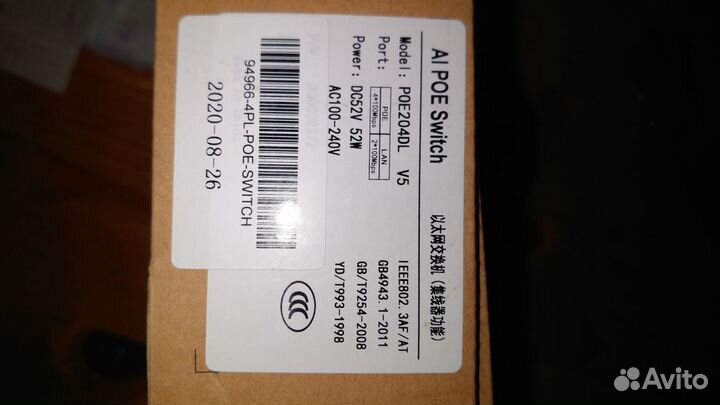 AI POE Switch
以太网交换机（集线器功能）
Model: POE204DL V5
IEEE802.3AF/AT
Port:
POE LAN
4*100Mbps 2*100Mbps
GB4943.1-2011
Power: DC52V 52W
GB/T9254-2008
AC100-240V
YD/T993-1998
CCC
94966-4PL-POE-SWITCH
2020-08-26
Avito